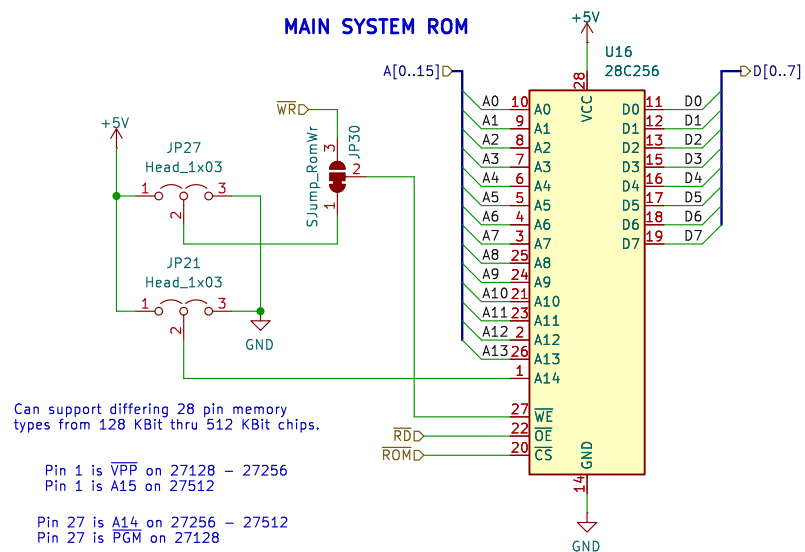 MAIN SYSTEM ROM
+5V
U16
28C256
A[0..15]
D[0..7]
28
VCC
A0 10 A0 D0 11 D0
A1 9 A1 D1 12 D1
A2 8 A2 D2 13 D2
A3 7 A3 D3 15 D3
A4 6 A4 D4 16 D4
A5 5 A5 D5 17 D5
A6 4 A6 D6 18 D6
A7 3 A7 D7 19 D7
A8 25 A8
A9 24 A9
A10 21 A10
A11 23 A11
A12 2 A12
A13 26 A13
1 A14
27 WE
RD 22 OE
ROM 20 CS
GND
14
GND
WR
3
JP30
2
SJump_RomWr
1
+5V
JP27
Head_1x03
1 3
2
JP21
Head_1x03
1 3
2
GND
Can support differing 28 pin memory
types from 128 KBit thru 512 KBit chips.
Pin 1 is VPP on 27128 - 27256
Pin 1 is A15 on 27512
Pin 27 is A14 on 27256 - 27512
Pin 27 is PGM on 27128